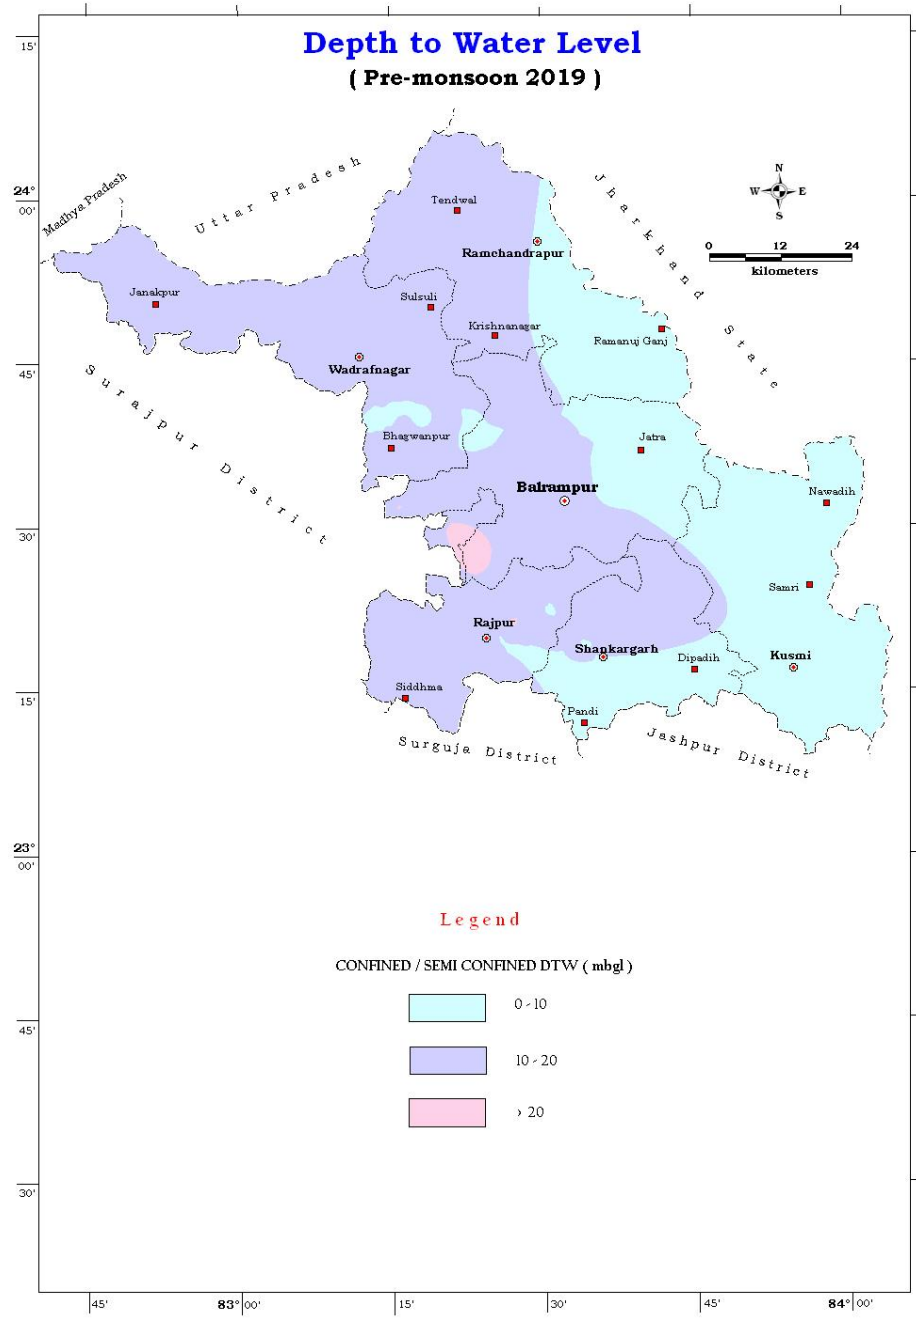 Depth to Water Level
( Pre-monsoon 2019 )
15'
24°
00'
45'
30'
15'
23°
00'
45'
30'
Madhya Pradesh
Uttar Pradesh
Jharkhand State
N
W E
S
0 12 24
kilometers
Tendwal
Ramchandrapur
Janakpur
Sulsuli
Krishnanagar
Ramanuj Ganj
Wadrafnagar
Surajpur District
Bhagwanpur
Jatra
Balrampur
Nawadih
Samri
Rajpur
Shankargarh
Dipadih
Kusmi
Siddhma
Pandi
Surguja District
Jashpur District
Legend
CONFINED / SEMI CONFINED DTW ( mbgl )
0 - 10
10 - 20
> 20
45' 83° 00' 15' 30' 45' 84° 00'